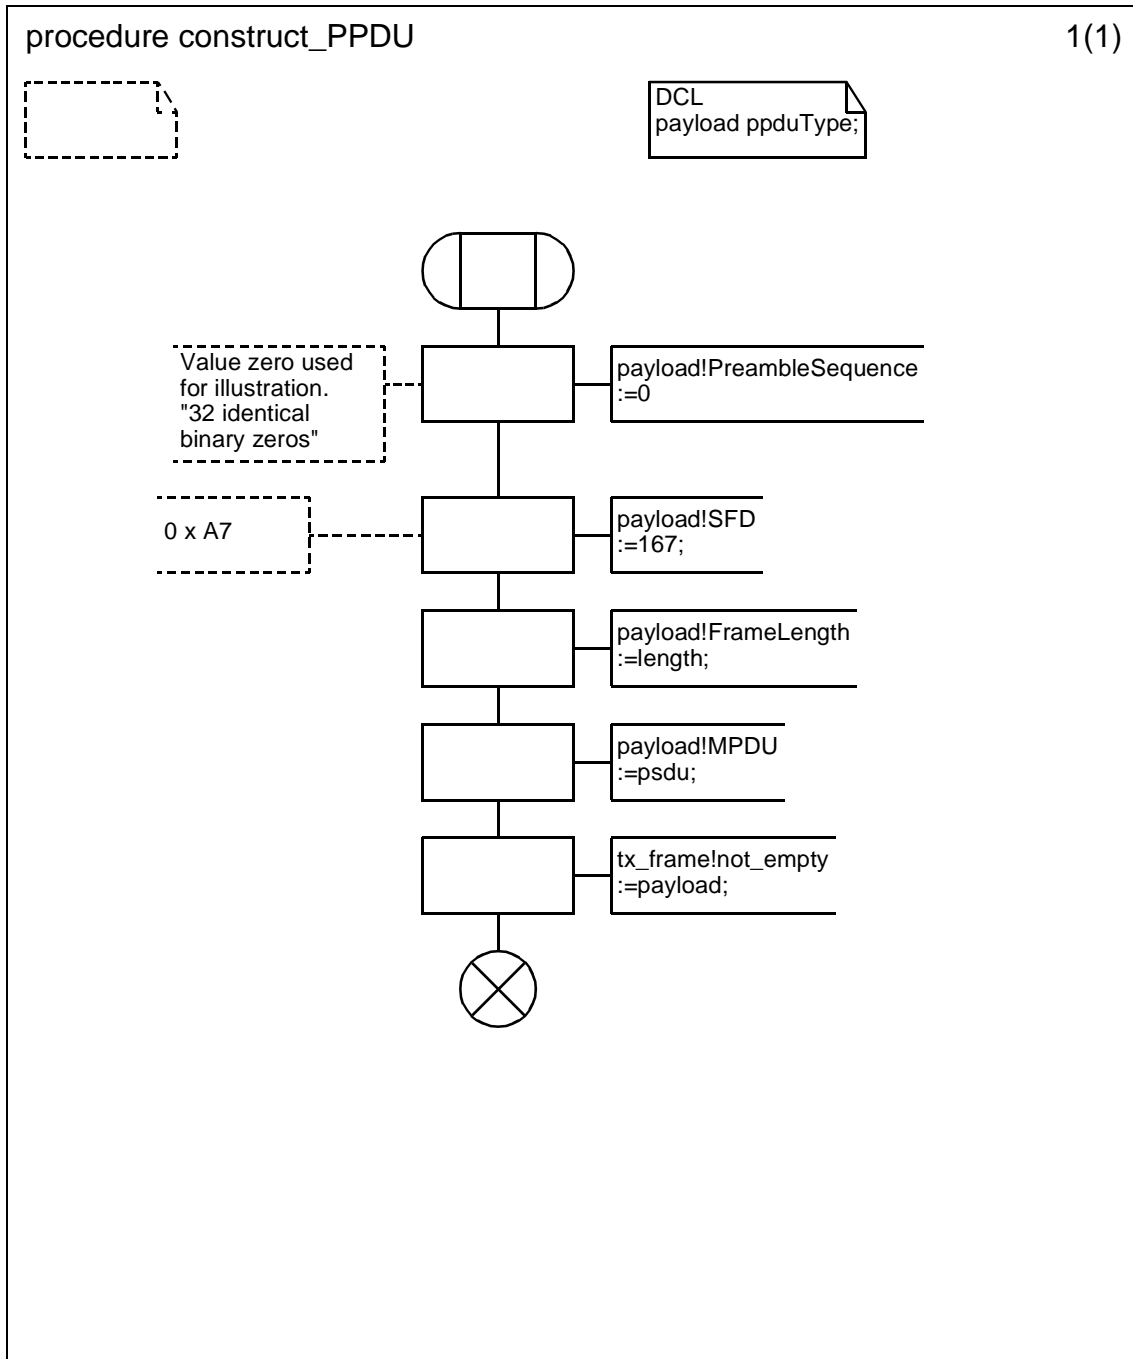 procedure construct_PPDU
1(1)
DCL
payload ppduType;
Value zero used
for illustration.
"32 identical
binary zeros"
payload!PreambleSequence
:=0
0 x A7
payload!SFD
:=167;
payload!FrameLength
:=length;
payload!MPDU
:=psdu;
tx_frame!not_empty
:=payload;